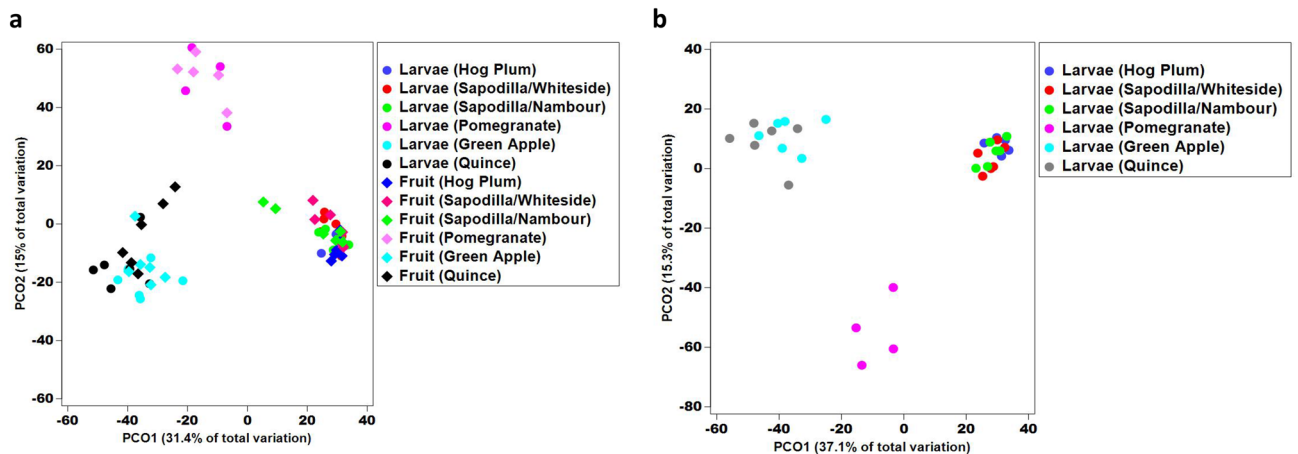 a
60
40
20
0
-20
-40
-60
-60
-40
-20
0
20
40
PCO2 (15% of total variation)
PCO1 (31.4% of total variation)
Larvae (Hog Plum)
Larvae (Sapodilla/Whiteside)
Larvae (Sapodilla/Nambour)
Larvae (Pomegranate)
Larvae (Green Apple)
Larvae (Quince)
Fruit (Hog Plum)
Fruit (Sapodilla/Whiteside)
Fruit (Sapodilla/Nambour)
Fruit (Pomegranate)
Fruit (Green Apple)
Fruit (Quince)
b
40
20
0
-20
-40
-60
-80
-60
-40
-20
0
20
40
PCO2 (15.3% of total variation)
PCO1 (37.1% of total variation)
Larvae (Hog Plum)
Larvae (Sapodilla/Whiteside)
Larvae (Sapodilla/Nambour)
Larvae (Pomegranate)
Larvae (Green Apple)
Larvae (Quince)